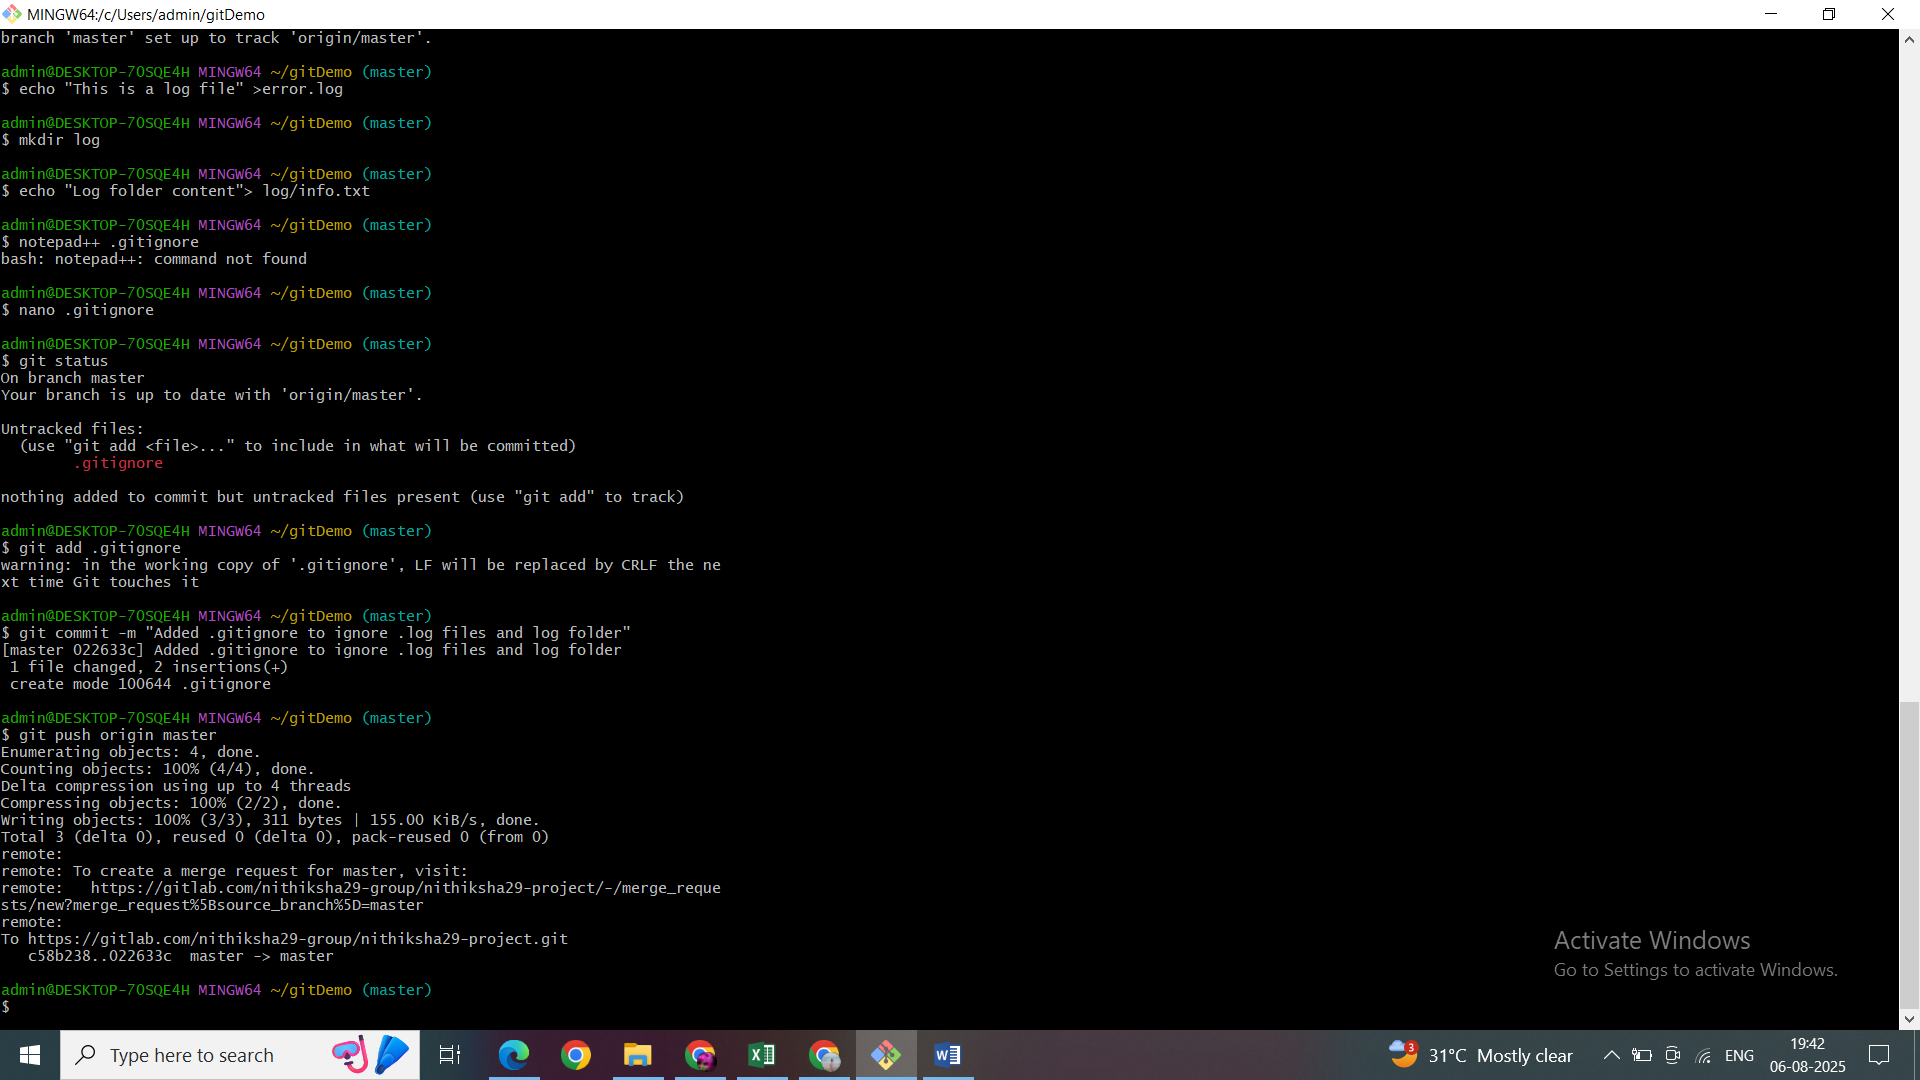 MINGW64:/c/Users/admin/gitDemo
branch 'master' set up to track 'origin/master'.
admin@DESKTOP-7OSQE4H MINGW64 ~/gitDemo (master)
$ echo "This is a log file" >error.log
admin@DESKTOP-7OSQE4H MINGW64 ~/gitDemo (master)
$ mkdir log
admin@DESKTOP-7OSQE4H MINGW64 ~/gitDemo (master)
$ echo "Log folder content"> log/info.txt
admin@DESKTOP-7OSQE4H MINGW64 ~/gitDemo (master)
$ notepad++ .gitignore
bash: notepad++: command not found
admin@DESKTOP-7OSQE4H MINGW64 ~/gitDemo (master)
$ nano .gitignore
admin@DESKTOP-7OSQE4H MINGW64 ~/gitDemo (master)
$ git status
On branch master
Your branch is up to date with 'origin/master'.
Untracked files:
(use "git add <file>..." to include in what will be committed)
.gitignore
nothing added to commit but untracked files present (use "git add" to track)
admin@DESKTOP-7OSQE4H MINGW64 ~/gitDemo (master)
$ git add .gitignore
warning: in the working copy of '.gitignore', LF will be replaced by CRLF the ne
xt time Git touches it
admin@DESKTOP-7OSQE4H MINGW64 ~/gitDemo (master)
$ git commit -m "Added .gitignore to ignore .log files and log folder"
[master 022633c] Added .gitignore to ignore .log files and log folder
1 file changed, 2 insertions(+)
create mode 100644 .gitignore
admin@DESKTOP-7OSQE4H MINGW64 ~/gitDemo (master)
$ git push origin master
Enumerating objects: 4, done.
Counting objects: 100% (4/4), done.
Delta compression using up to 4 threads
Compressing objects: 100% (2/2), done.
Writing objects: 100% (3/3), 311 bytes | 155.00 KiB/s, done.
Total 3 (delta 0), reused 0 (delta 0), pack-reused 0 (from 0)
remote:
remote: To create a merge request for master, visit:
remote:   https://gitlab.com/nithiksha29-group/nithiksha29-project/-/merge_reque
sts/new?merge_request%5Bsource_branch%5D=master
remote:
To https://gitlab.com/nithiksha29-group/nithiksha29-project.git
c58b238..022633c  master -> master
admin@DESKTOP-7OSQE4H MINGW64 ~/gitDemo (master)
$
Activate Windows
Go to Settings to activate Windows.
Type here to search
3
31°C Mostly clear
ENG
19:42
06-08-2025